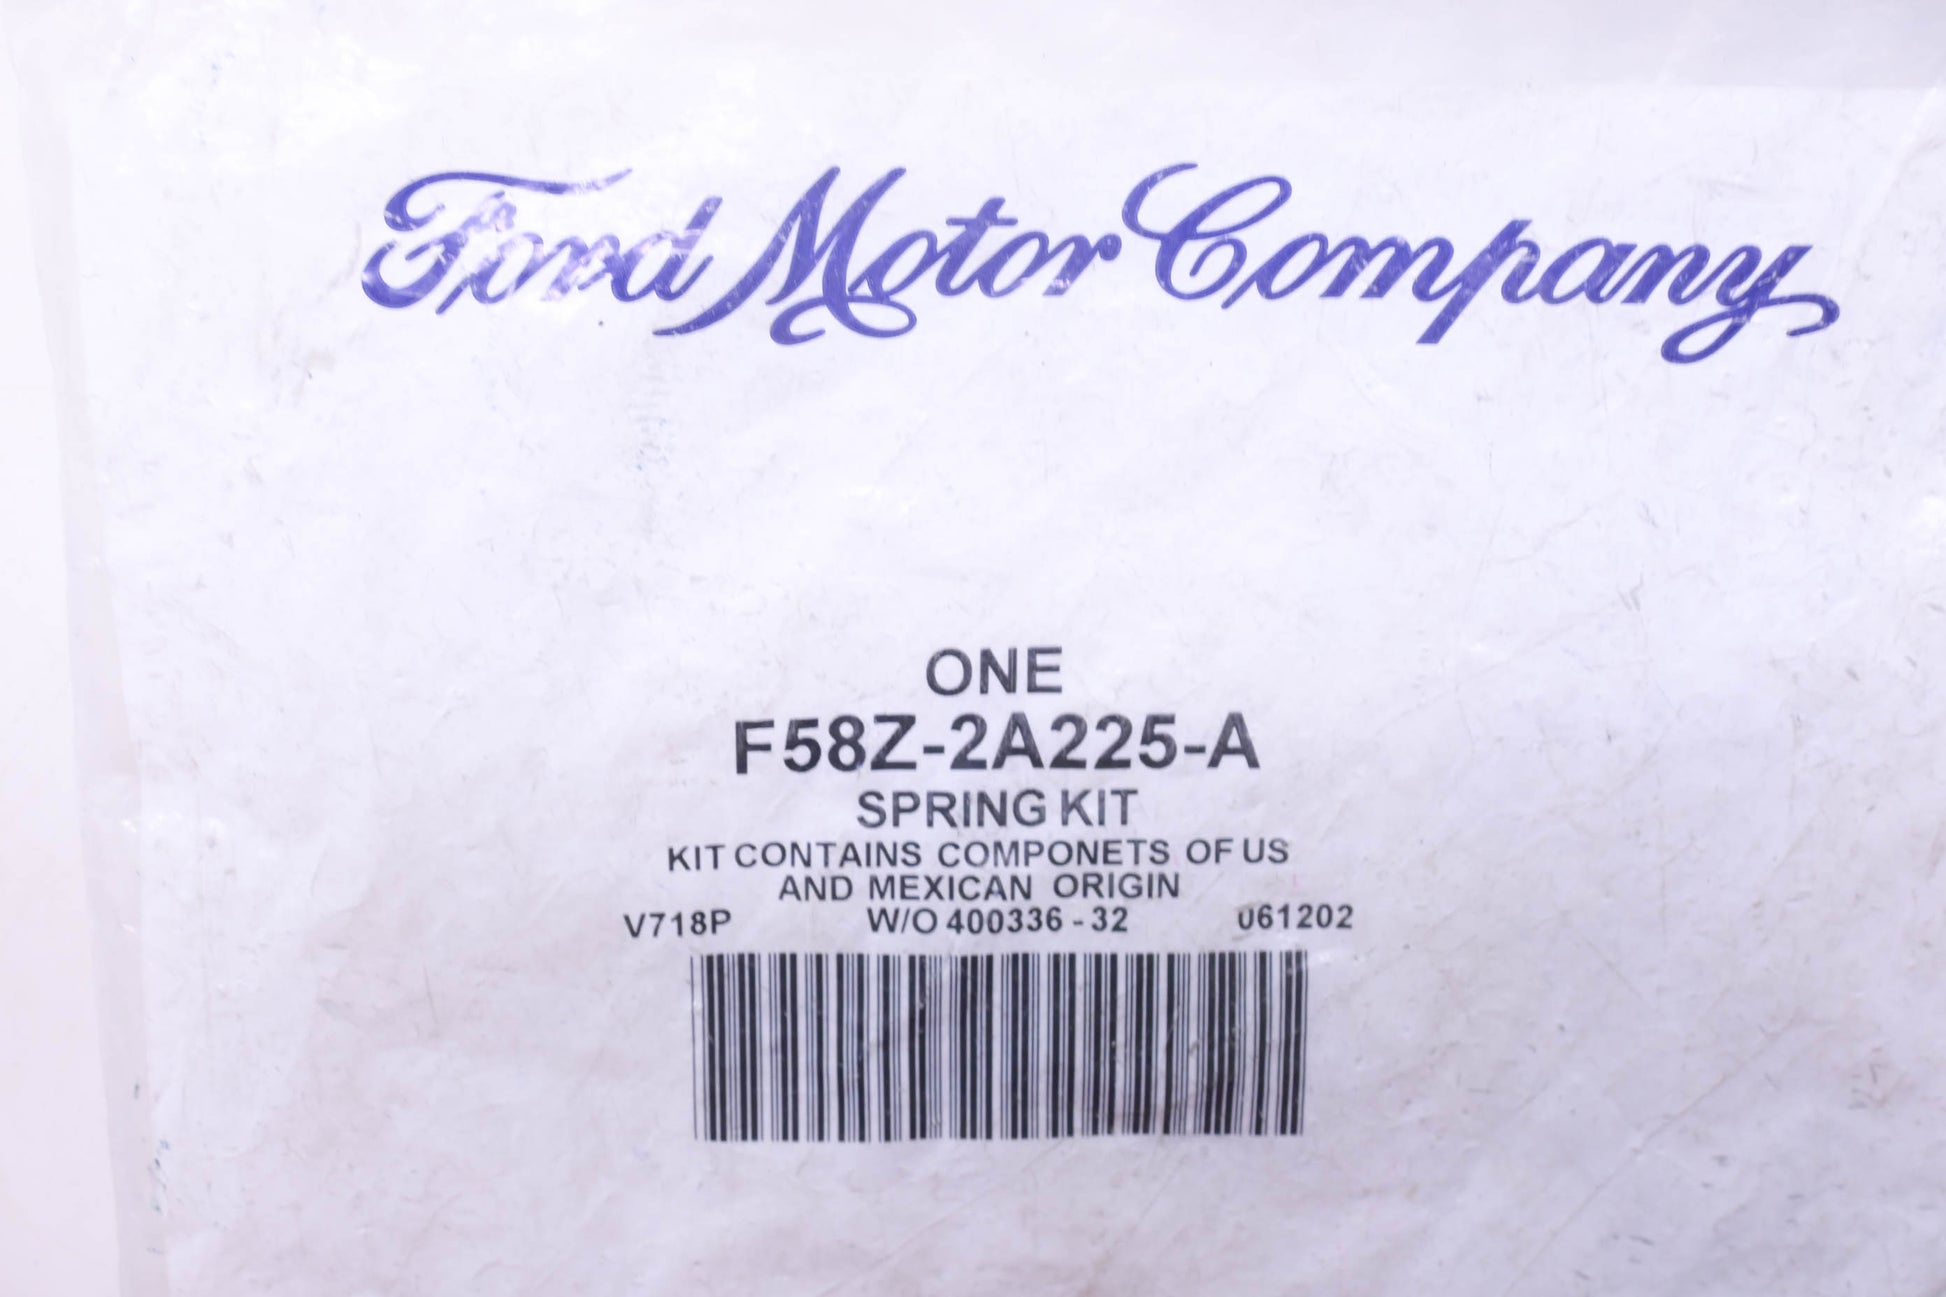 Ford Motor Company
ONE
F58Z-2A225-A
SPRING KIT
KIT CONTAINS COMPONETS OF US
AND MEXICAN ORIGIN
V718P W/O 400336-32 061202